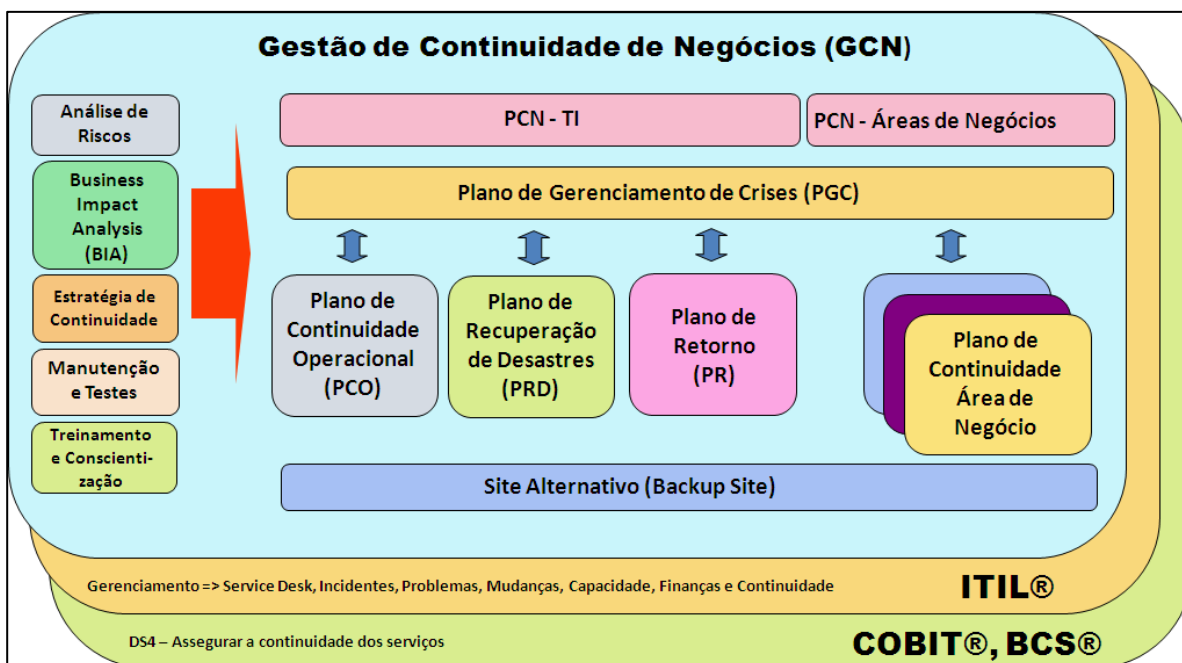 Gestão de Continuidade de Negócios (GCN)
Análise de
Riscos
Business
Impact
Analysis
(BIA)
Estratégia de
Continuidade
Manutenção
e Testes
Treinamento
e Conscienti-
zação
PCN - TI
PCN - Áreas de Negócios
Plano de Gerenciamento de Crises (PGC)
Plano de
Continuidade
Operacional
(PCO)
Plano de
Recuperação
de Desastres
(PRD)
Plano de
Retorno
(PR)
Plano de
Continuidade
Área de
Negócio
Site Alternativo (Backup Site)
Gerenciamento => Service Desk, Incidentes, Problemas, Mudanças, Capacidade, Finanças e Continuidade
ITIL®
DS4 – Assegurar a continuidade dos serviços
COBIT®, BCS®